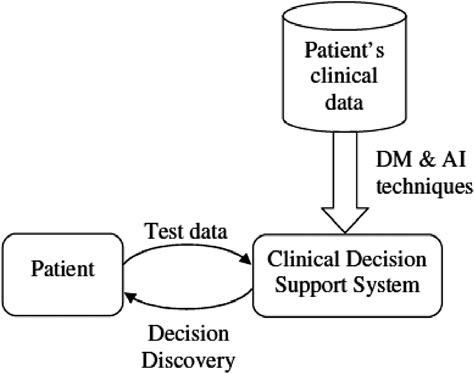 Patient's
clinical
data
DM & AI
techniques
Test data
Patient
Clinical Decision
Support System
Decision
Discovery